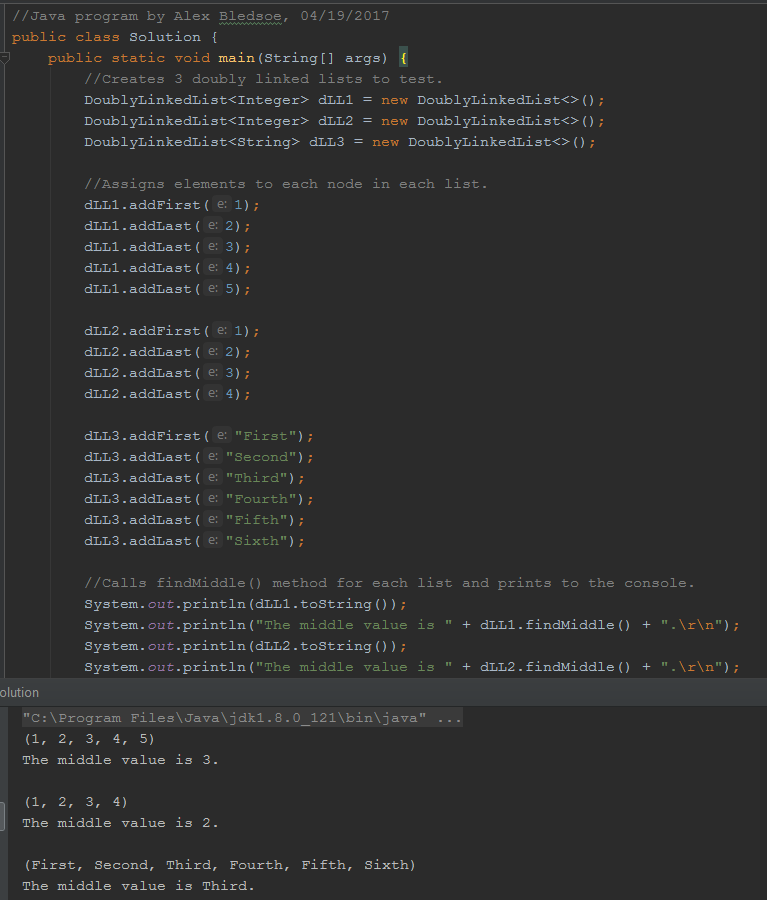 //Java program by Alex Bledsoe, 04/19/2017
public class Solution {
public static void main(String[] args) {
//Creates 3 doubly linked lists to test.
DoublyLinkedList<Integer> dLL1 = new DoublyLinkedList<>();
DoublyLinkedList<Integer> dLL2 = new DoublyLinkedList<>();
DoublyLinkedList<String> dLL3 = new DoublyLinkedList<>();
//Assigns elements to each node in each list.
dLL1.addFirst( e: 1);
dLL1.addLast( e: 2);
dLL1.addLast( e: 3);
dLL1.addLast( e: 4);
dLL1.addLast( e: 5);
dLL2.addFirst( e: 1);
dLL2.addLast( e: 2);
dLL2.addLast( e: 3);
dLL2.addLast( e: 4);
dLL3.addFirst( e: "First");
dLL3.addLast( e: "Second");
dLL3.addLast( e: "Third");
dLL3.addLast( e: "Fourth");
dLL3.addLast( e: "Fifth");
dLL3.addLast( e: "Sixth");
//Calls findMiddle() method for each list and prints to the console.
System.out.println(dLL1.toString());
System.out.println("The middle value is " + dLL1.findMiddle() + ".\r\n");
System.out.println(dLL2.toString());
System.out.println("The middle value is " + dLL2.findMiddle() + ".\r\n");
olution
"C:\Program Files\Java\jdk1.8.0_121\bin\java" ...
(1, 2, 3, 4, 5)
The middle value is 3.
(1, 2, 3, 4)
The middle value is 2.
(First, Second, Third, Fourth, Fifth, Sixth)
The middle value is Third.